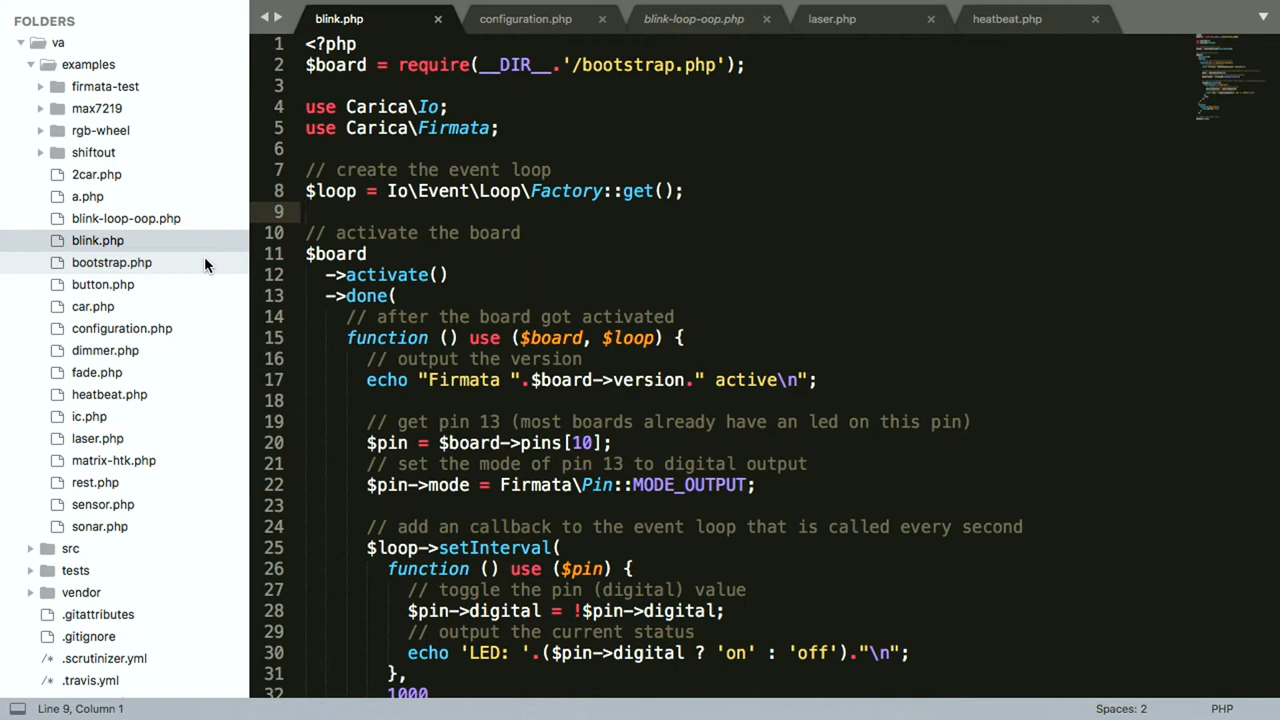 FOLDERS
va
examples
firmata-test
max7219
rgb-wheel
shiftout
2car.php
a.php
blink-loop-oop.php
blink.php
bootstrap.php
button.php
car.php
configuration.php
dimmer.php
fade.php
heatbeat.php
ic.php
laser.php
matrix-htk.php
rest.php
sensor.php
sonar.php
src
tests
vendor
.gitattributes
.gitignore
/* .scrutinizer.yml
/* .travis.yml
blink.php × configuration.php × blink-loop-oop.php × laser.php × heatbeat.php ×
1 <?php
2 $board = require(__DIR__.'/bootstrap.php');
3
4 use Carica\Io;
5 use Carica\Firmata;
6
7 // create the event loop
8 $loop = Io\Event\Loop\Factory::get();
9
10 // activate the board
11 $board
12   ->activate()
13   ->done(
14     // after the board got activated
15     function () use ($board, $loop) {
16       // output the version
17       echo "Firmata ".$board->version." active\n";
18
19       // get pin 13 (most boards already have an led on this pin)
20       $pin = $board->pins[10];
21       // set the mode of pin 13 to digital output
22       $pin->mode = Firmata\Pin::MODE_OUTPUT;
23
24       // add an callback to the event loop that is called every second
25       $loop->setInterval(
26         function () use ($pin) {
27           // toggle the pin (digital) value
28           $pin->digital = !$pin->digital;
29           // output the current status
30           echo 'LED: '.($pin->digital ? 'on' : 'off')."\n";
31         },
32         1000
Line 9, Column 1 Spaces: 2 PHP